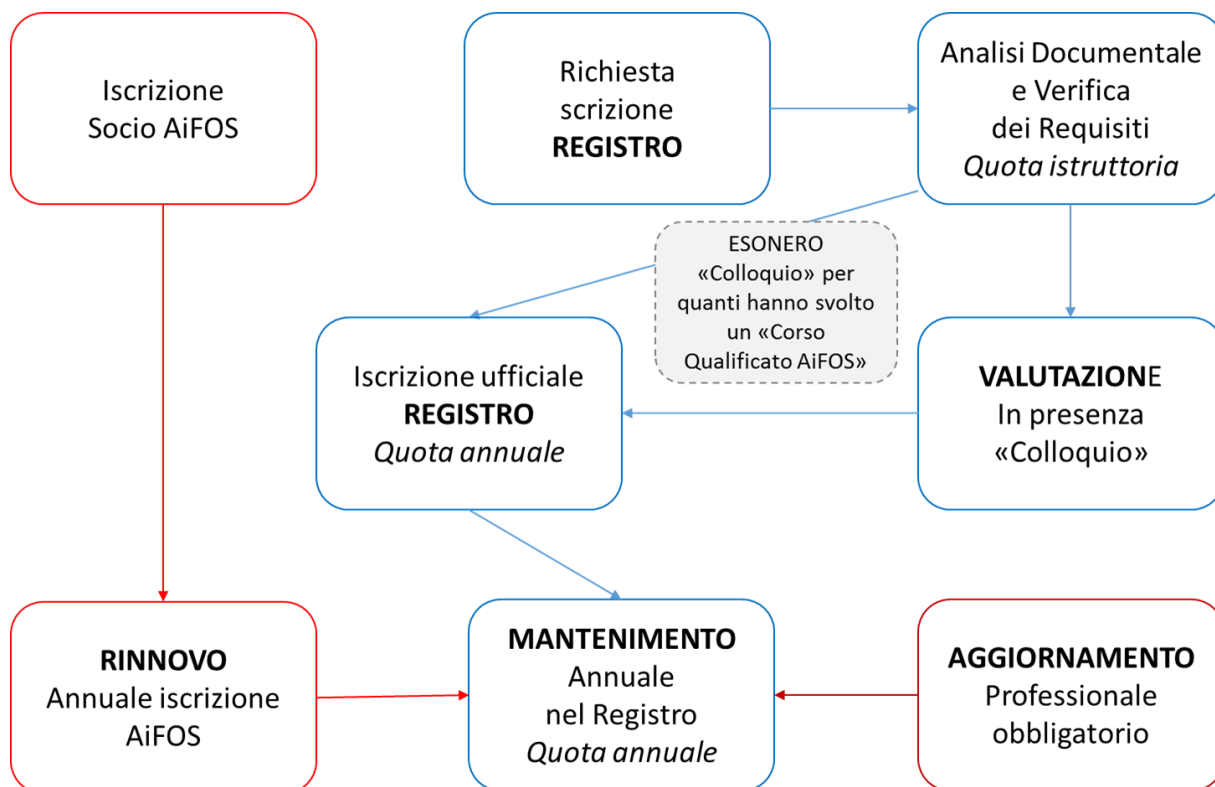 Iscrizione
Socio AiFOS
Richiesta
scrizione
REGISTRO
Analisi Documentale
e Verifica
dei Requisiti
Quota istruttoria
ESONERO
«Colloquio» per
quanti hanno svolto
un «Corso
Qualificato AiFOS»
Iscrizione ufficiale
REGISTRO
Quota annuale
VALUTAZIONE
In presenza
«Colloquio»
RINNOVO
Annuale iscrizione
AiFOS
MANTENIMENTO
Annuale
nel Registro
Quota annuale
AGGIORNAMENTO
Professionale
obbligatorio